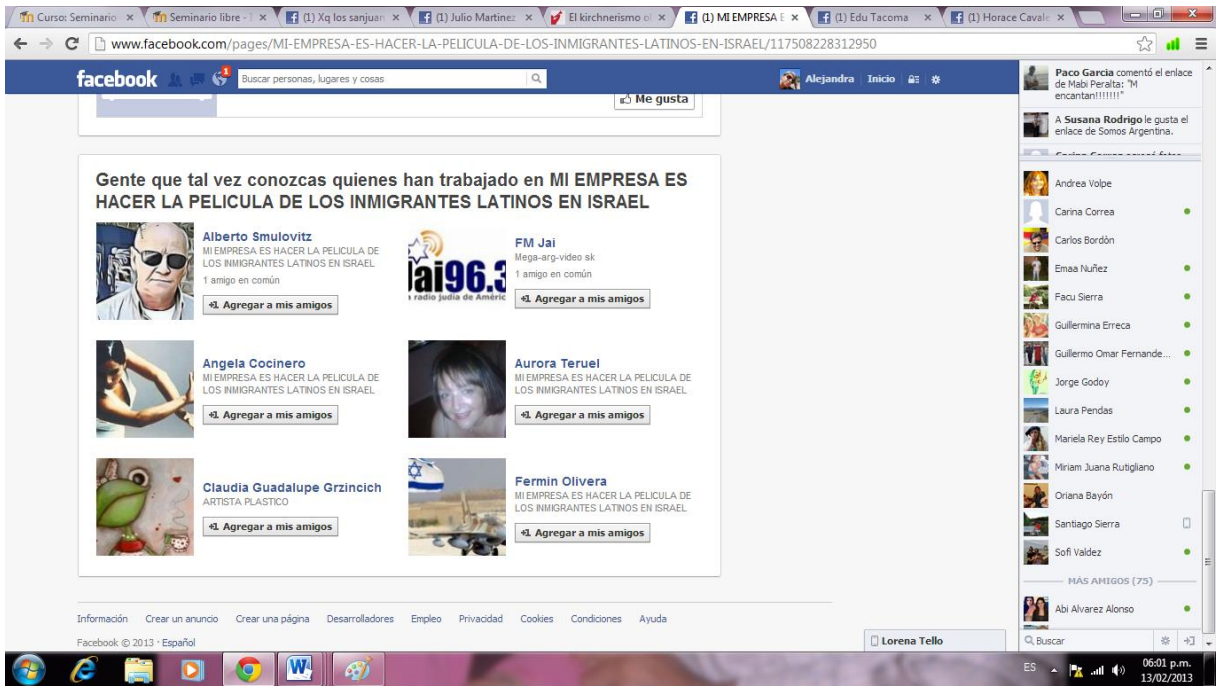 Curso: Seminario
Seminario libre -
(1) Xq los sanjuan
(1) Julio Martinez
El kirchnerismo ol
(1) MI EMPRESA E
(1) Edu Tacoma
(1) Horace Cavale
www.facebook.com/pages/MI-EMPRESA-ES-HACER-LA-PELICULA-DE-LOS-INMIGRANTES-LATINOS-EN-ISRAEL/117508228312950
facebook
1
Buscar personas, lugares y cosas
Alejandra Inicio
Me gusta
Gente que tal vez conozcas quienes han trabajado en MI EMPRESA ES
HACER LA PELICULA DE LOS INMIGRANTES LATINOS EN ISRAEL
Alberto Smulovitz
MI EMPRESA ES HACER LA PELICULA DE
LOS INMIGRANTES LATINOS EN ISRAEL
1 amigo en común
+1 Agregar a mis amigos
Jai96.3
radio judía de Améric
FM Jai
Mega-arg-video sk
1 amigo en común
+1 Agregar a mis amigos
Angela Cocinero
MI EMPRESA ES HACER LA PELICULA DE
LOS INMIGRANTES LATINOS EN ISRAEL
+1 Agregar a mis amigos
Aurora Teruel
MI EMPRESA ES HACER LA PELICULA DE
LOS INMIGRANTES LATINOS EN ISRAEL
+1 Agregar a mis amigos
Claudia Guadalupe Grzincich
ARTISTA PLASTICO
+1 Agregar a mis amigos
Fermin Olivera
MI EMPRESA ES HACER LA PELICULA DE
LOS INMIGRANTES LATINOS EN ISRAEL
+1 Agregar a mis amigos
Información Crear un anuncio Crear una página Desarrolladores Empleo Privacidad Cookies Condiciones Ayuda
Facebook © 2013 · Español
Paco Garcia comentó el enlace
de Mabi Peralta: "M
encantan!!!!!!!"
A Susana Rodrigo le gusta el
enlace de Somos Argentina.
Andrea Volpe
Carina Correa
Carlos Bordòn
Emaa Nuñez
Facu Sierra
Guillermina Erreca
Guillermo Omar Fernande...
Jorge Godoy
Laura Pendas
Mariela Rey Estilo Campo
Miriam Juana Rutigliano
Oriana Bayón
Santiago Sierra
Sofi Valdez
MÁS AMIGOS (75)
Abi Alvarez Alonso
Lorena Tello
Buscar
ES
06:01 p.m.
13/02/2013